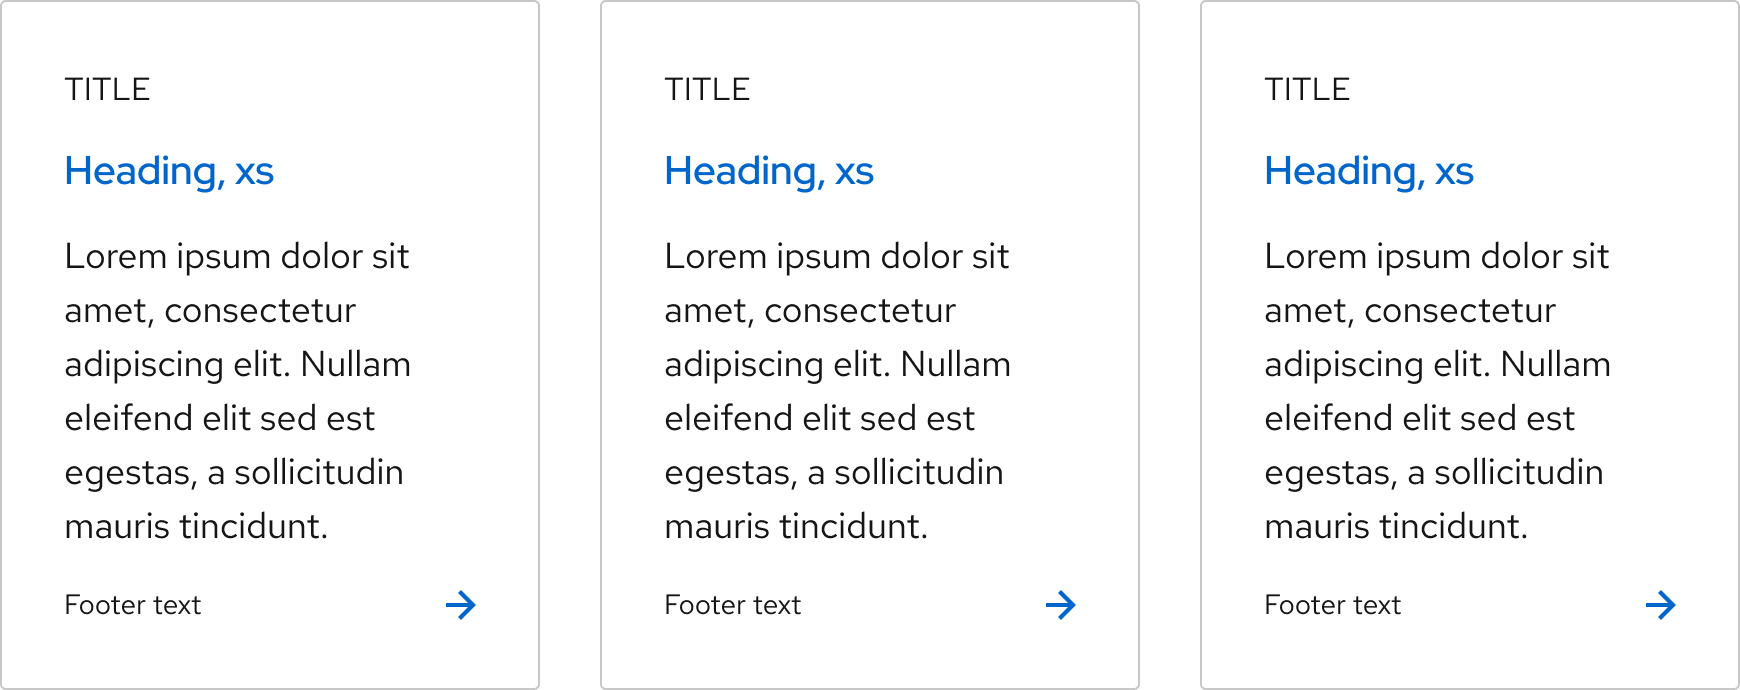 TITLE
Heading, xs
Lorem ipsum dolor sit
amet, consectetur
adipiscing elit. Nullam
eleifend elit sed est
egestas, a sollicitudin
mauris tincidunt.
Footer text
TITLE
Heading, xs
Lorem ipsum dolor sit
amet, consectetur
adipiscing elit. Nullam
eleifend elit sed est
egestas, a sollicitudin
mauris tincidunt.
Footer text
TITLE
Heading, xs
Lorem ipsum dolor sit
amet, consectetur
adipiscing elit. Nullam
eleifend elit sed est
egestas, a sollicitudin
mauris tincidunt.
Footer text